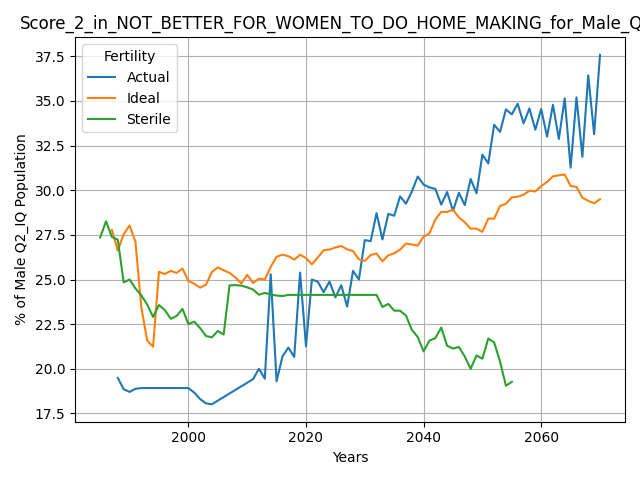 Score_2_in_NOT_BETTER_FOR_WOMEN_TO_DO_HOME_MAKING_for_Male_Q
Fertility
Actual
Ideal
Sterile
% of Male Q2_IQ Population
37.5
35.0
32.5
30.0
27.5
25.0
22.5
20.0
17.5
2000 2020 2040 2060
Years